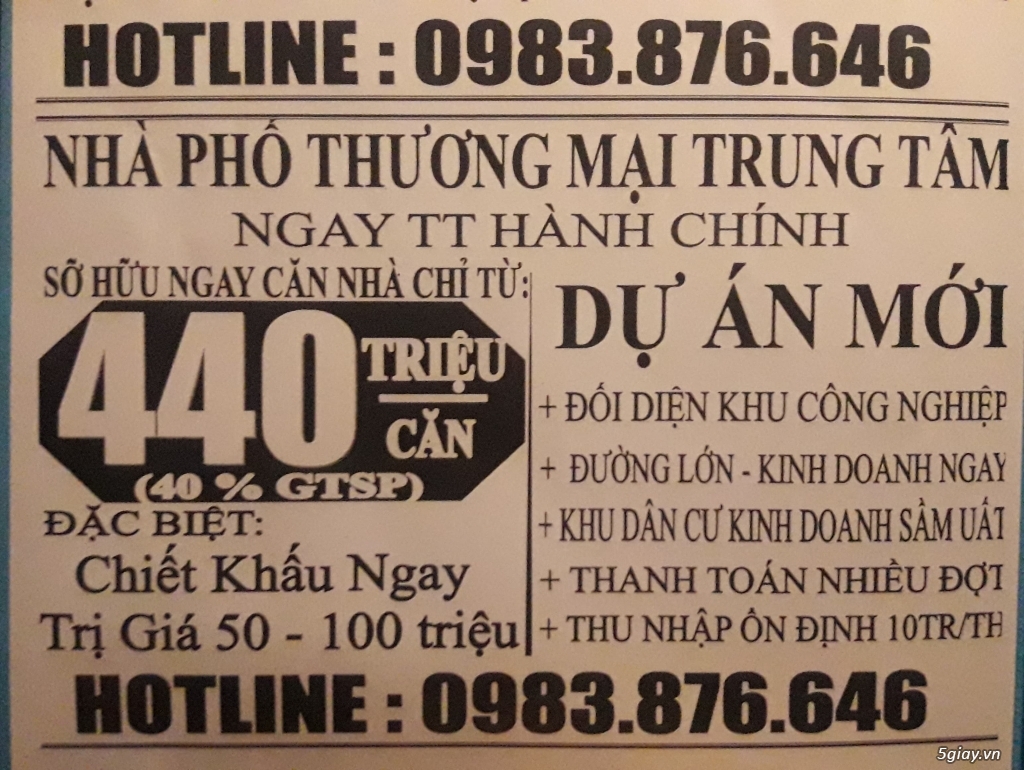 HOTLINE : 0983.876.646
NHÀ PHỐ THƯƠNG MẠI TRUNG TÂM
NGAY TT HÀNH CHÍNH
SỠ HỮU NGAY CĂN NHÀ CHỈ TỪ:
440 TRIỆU
CĂN
(40 % GTSP)
ĐẶC BIỆT:
Chiết Khấu Ngay
Trị Giá 50 - 100 triệu
DỰ ÁN MỚI
+ ĐỐI DIỆN KHU CÔNG NGHIỆP
+ ĐƯỜNG LỚN - KINH DOANH NGAY
+ KHU DÂN CƯ KINH DOANH SẦM UẤT
+ THANH TOÁN NHIỀU ĐỢT
+ THU NHẬP ÔN ĐỊNH 10TR/TH
HOTLINE : 0983.876.646
5giay.vn